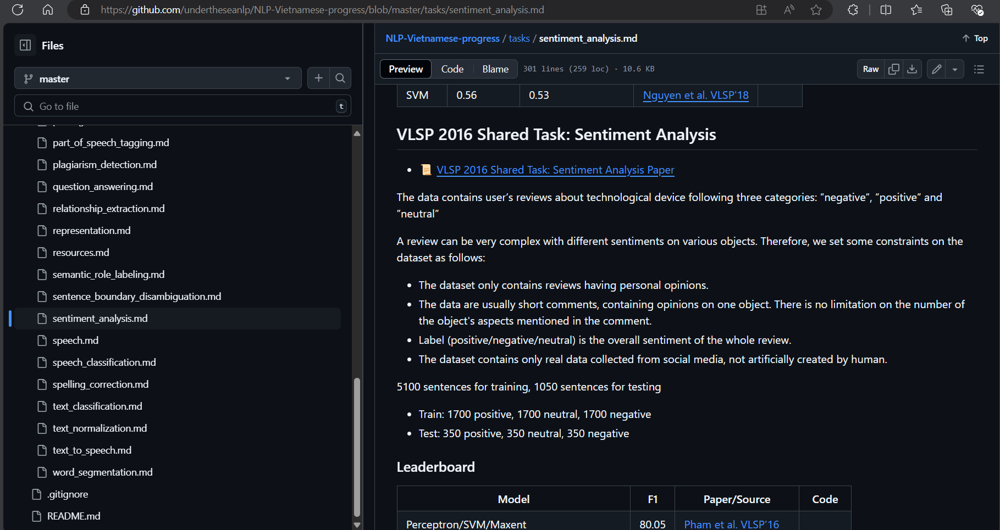 https://github.com/undertheseanlp/NLP-Vietnamese-progress/blob/master/tasks/sentiment_analysis.md
Files
master
Go to file
t
part_of_speech_tagging.md
plagiarism_detection.md
question_answering.md
relationship_extraction.md
representation.md
resources.md
semantic_role_labeling.md
sentence_boundary_disambiguation.md
sentiment_analysis.md
speech.md
speech_classification.md
spelling_correction.md
text_classification.md
text_normalization.md
text_to_speech.md
word_segmentation.md
.gitignore
README.md
NLP-Vietnamese-progress / tasks / sentiment_analysis.md
Top
Preview Code Blame 301 lines (259 loc) · 10.6 KB Raw
SVM 0.56 0.53 Nguyen et al. VLSP'18
VLSP 2016 Shared Task: Sentiment Analysis
VLSP 2016 Shared Task: Sentiment Analysis Paper
The data contains user’s reviews about technological device following three categories: ”negative”, ”positive” and
”neutral”
A review can be very complex with different sentiments on various objects. Therefore, we set some constraints on the
dataset as follows:
• The dataset only contains reviews having personal opinions.
• The data are usually short comments, containing opinions on one object. There is no limitation on the number of
the object's aspects mentioned in the comment.
• Label (positive/negative/neutral) is the overall sentiment of the whole review.
• The dataset contains only real data collected from social media, not artificially created by human.
5100 sentences for training, 1050 sentences for testing
• Train: 1700 positive, 1700 neutral, 1700 negative
• Test: 350 positive, 350 neutral, 350 negative
Leaderboard
Model F1 Paper/Source Code
Perceptron/SVM/Maxent 80.05 Pham et al. VLSP'16